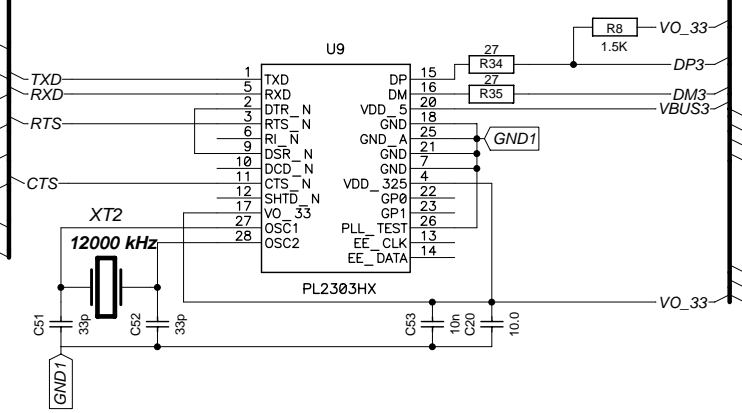 R8
VO_33
1.5K
U9
27
R34
DP3
TXD
1
TXD
DP
15
27
RXD
5
RXD
DM
16
R35
DM3
2
DTR_N
VDD_5
20
VBUS3
RTS
3
RTS_N
GND
18
6
RI_N
GND_A
25
GND1
9
DSR_N
GND
21
10
DCD_N
GND
7
CTS
11
CTS_N
VDD_325
4
12
SHTD_N
GP0
22
17
VO_33
GP1
23
XT2
27
OSC1
PLL_TEST
26
12000 kHz
28
OSC2
EE_CLK
13
EE_DATA
14
PL2303HX
VO_33
C51
33p
C52
33p
C53
10n
C20
10.0
GND1